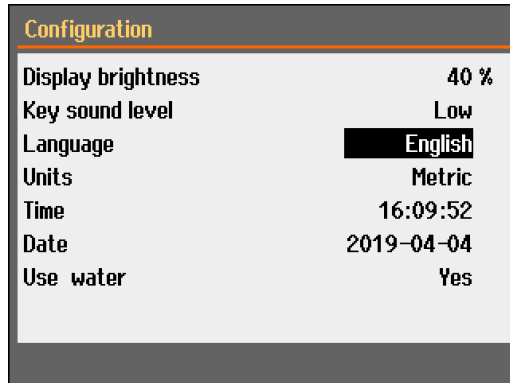 Configuration
Display brightness 40 %
Key sound level Low
Language English
Units Metric
Time 16:09:52
Date 2019-04-04
Use water Yes